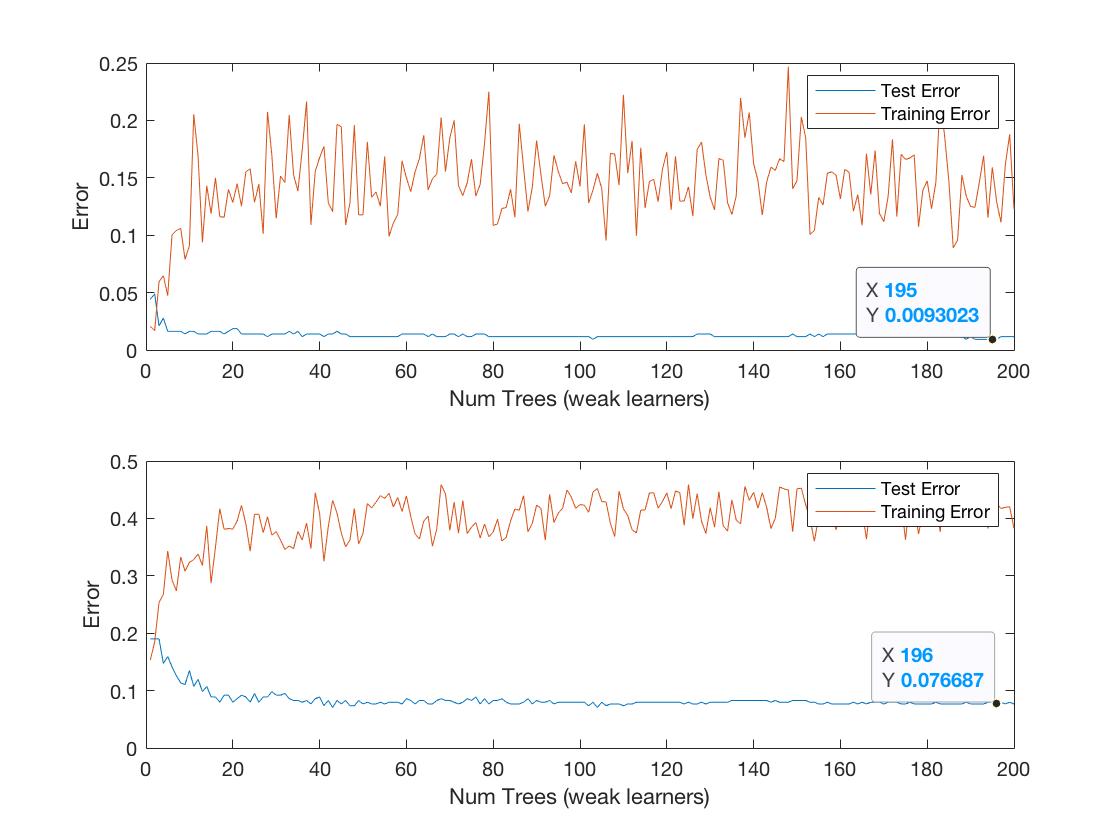 0.25
0.2
0.15
0.1
0.05
0
Error
Test Error
Training Error
X 195
Y 0.0093023
0 20 40 60 80 100 120 140 160 180 200
Num Trees (weak learners)
0.5
0.4
0.3
0.2
0.1
0
Error
Test Error
Training Error
X 196
Y 0.076687
0 20 40 60 80 100 120 140 160 180 200
Num Trees (weak learners)